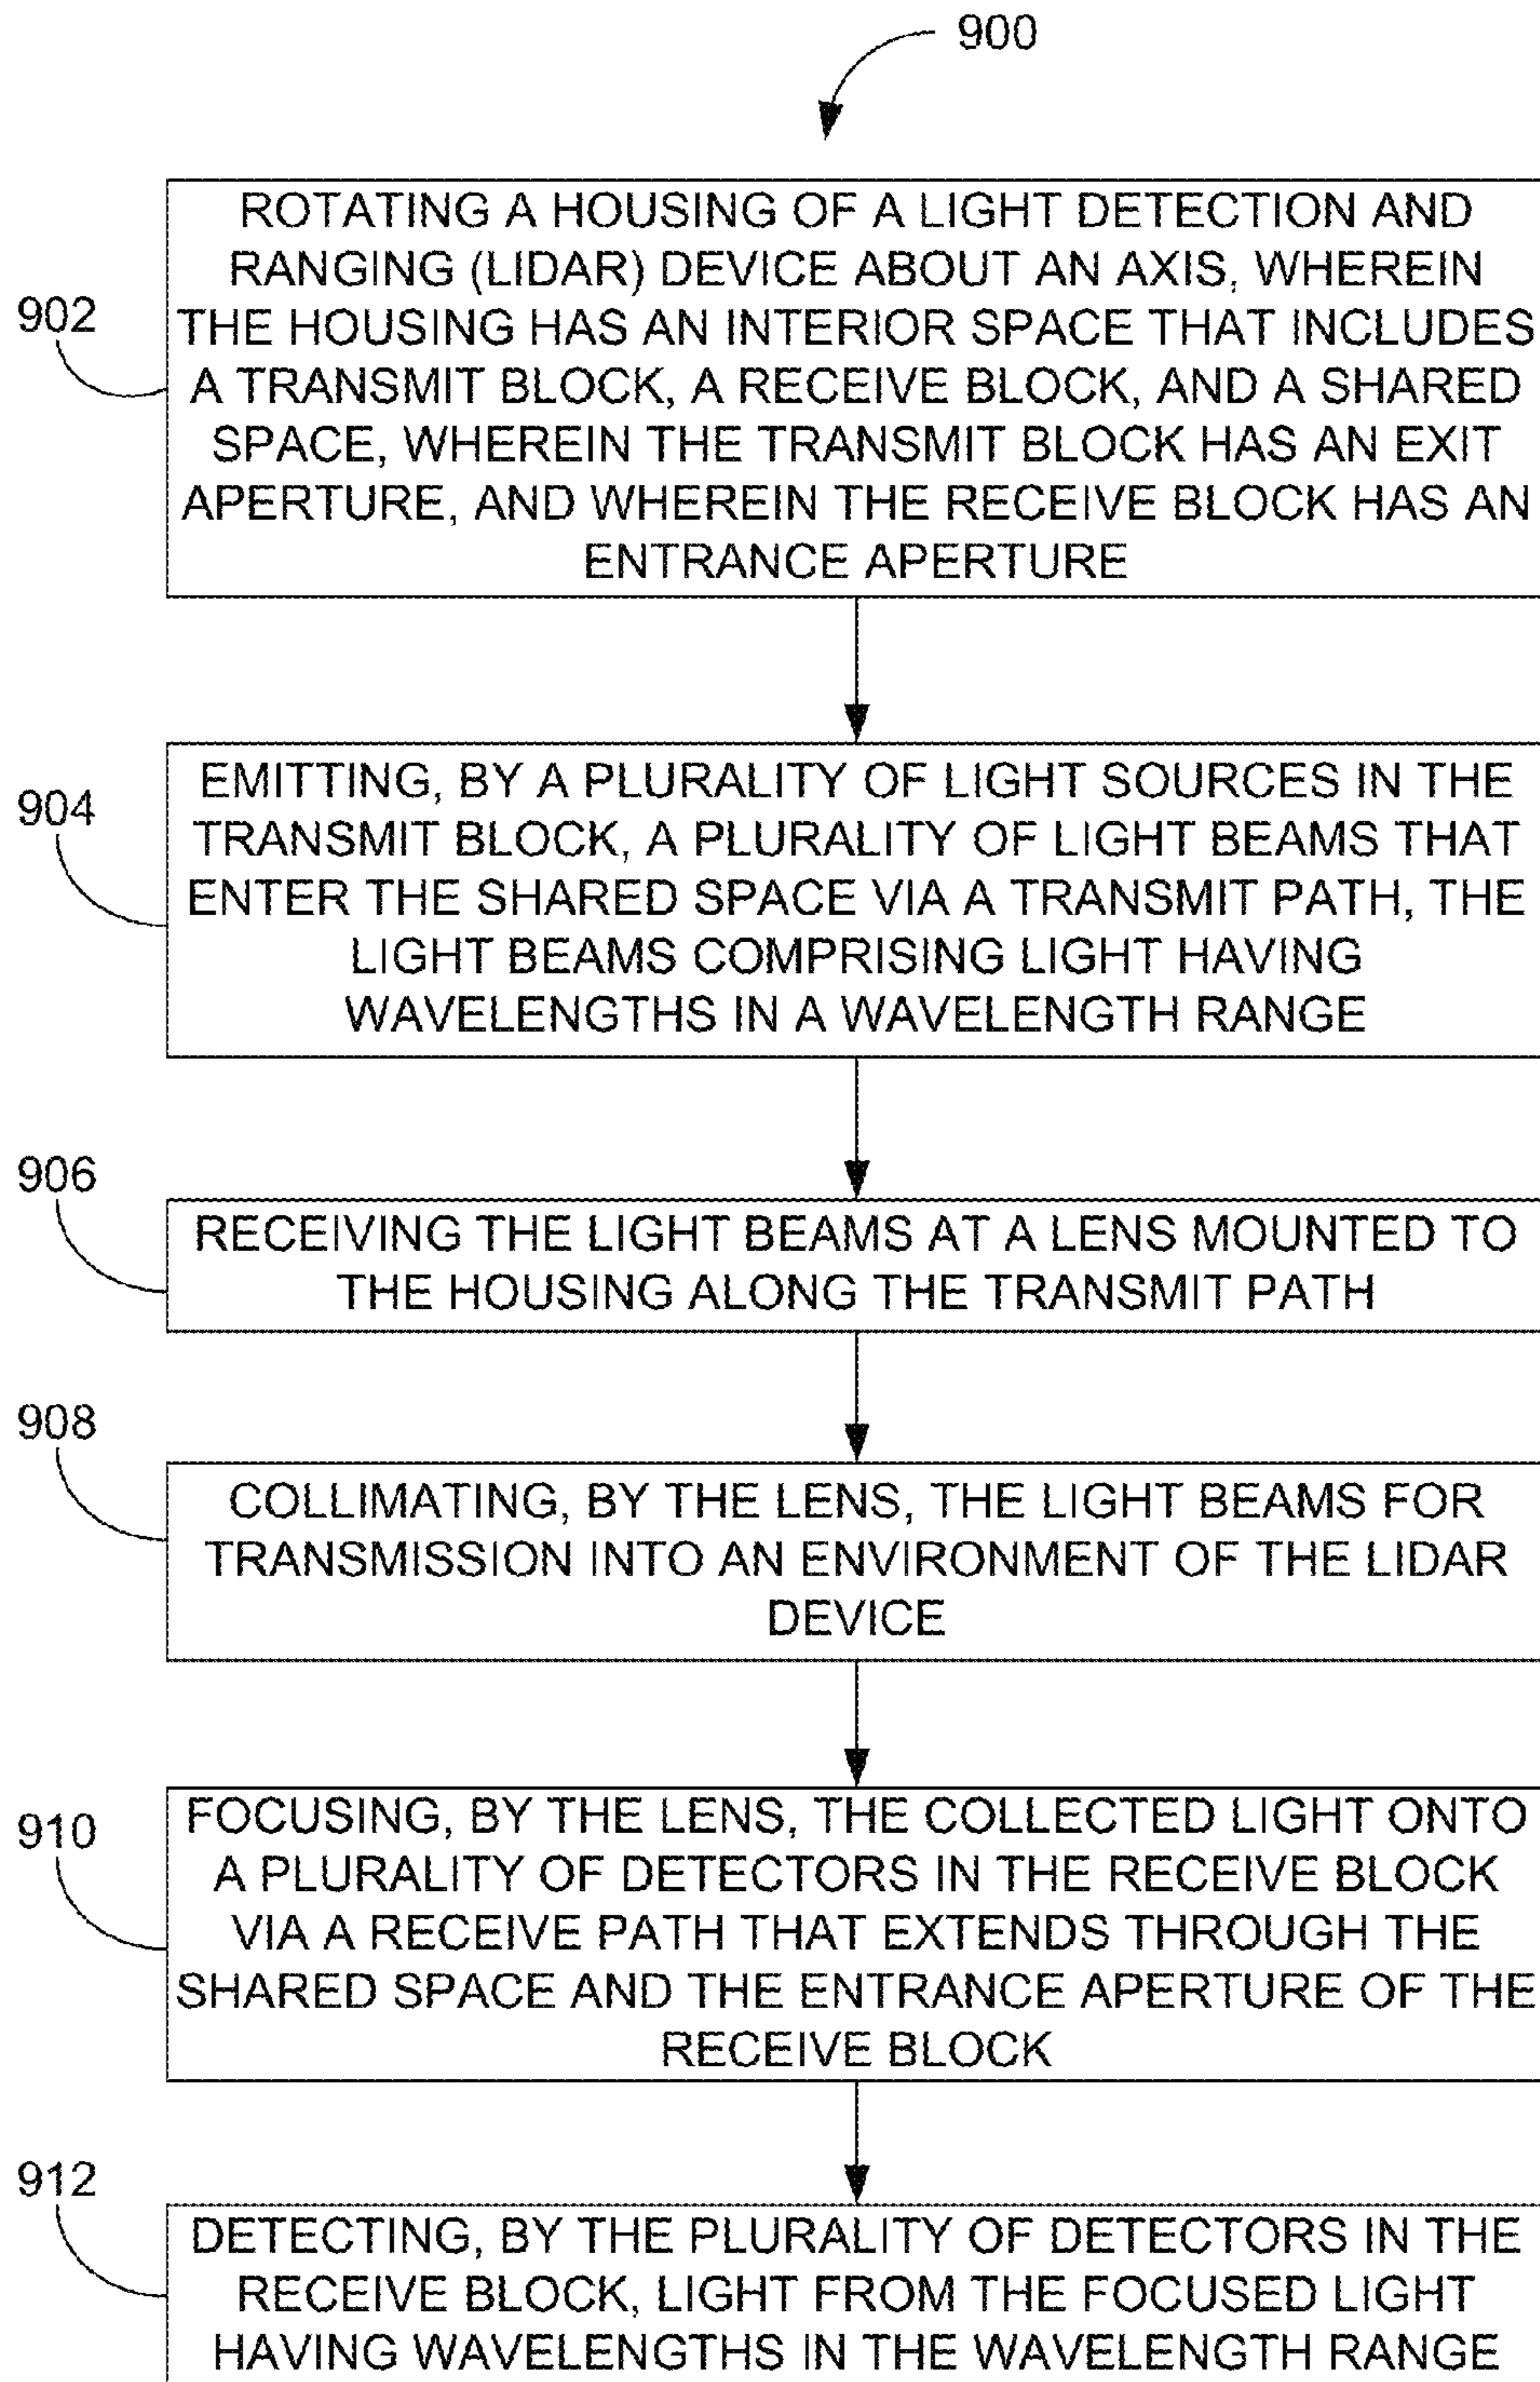 900
902
ROTATING A HOUSING OF A LIGHT DETECTION AND
RANGING (LIDAR) DEVICE ABOUT AN AXIS, WHEREIN
THE HOUSING HAS AN INTERIOR SPACE THAT INCLUDES
A TRANSMIT BLOCK, A RECEIVE BLOCK, AND A SHARED
SPACE, WHEREIN THE TRANSMIT BLOCK HAS AN EXIT
APERTURE, AND WHEREIN THE RECEIVE BLOCK HAS AN
ENTRANCE APERTURE
904
EMITTING, BY A PLURALITY OF LIGHT SOURCES IN THE
TRANSMIT BLOCK, A PLURALITY OF LIGHT BEAMS THAT
ENTER THE SHARED SPACE VIA A TRANSMIT PATH, THE
LIGHT BEAMS COMPRISING LIGHT HAVING
WAVELENGTHS IN A WAVELENGTH RANGE
906
RECEIVING THE LIGHT BEAMS AT A LENS MOUNTED TO
THE HOUSING ALONG THE TRANSMIT PATH
908
COLLIMATING, BY THE LENS, THE LIGHT BEAMS FOR
TRANSMISSION INTO AN ENVIRONMENT OF THE LIDAR
DEVICE
910
FOCUSING, BY THE LENS, THE COLLECTED LIGHT ONTO
A PLURALITY OF DETECTORS IN THE RECEIVE BLOCK
VIA A RECEIVE PATH THAT EXTENDS THROUGH THE
SHARED SPACE AND THE ENTRANCE APERTURE OF THE
RECEIVE BLOCK
912
DETECTING, BY THE PLURALITY OF DETECTORS IN THE
RECEIVE BLOCK, LIGHT FROM THE FOCUSED LIGHT
HAVING WAVELENGTHS IN THE WAVELENGTH RANGE